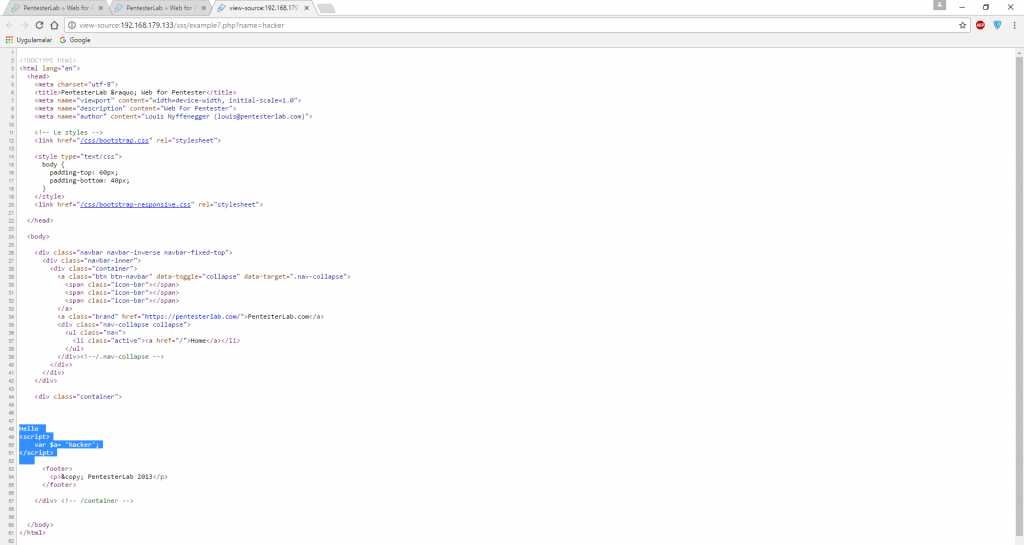 PentesterLab » Web for
PentesterLab » Web for
view-source:192.168.179
view-source:192.168.179.133/xss/example7.php?name=hacker
ABP
Uygulamalar
Google
1
2 <!DOCTYPE html>
3 <html lang="en">
4 <head>
5 <meta charset="utf-8">
6 <title>PentesterLab &raquo; Web for Pentester</title>
7 <meta name="viewport" content="width=device-width, initial-scale=1.0">
8 <meta name="description" content="Web For Pentester">
9 <meta name="author" content="Louis Nyffenegger (louis@pentesterlab.com)">
10
11 <!-- Le styles -->
12 <link href="/css/bootstrap.css" rel="stylesheet">
13
14 <style type="text/css">
15 body {
16 padding-top: 60px;
17 padding-bottom: 40px;
18 }
19 </style>
20 <link href="/css/bootstrap-responsive.css" rel="stylesheet">
21
22 </head>
23
24 <body>
25
26 <div class="navbar navbar-inverse navbar-fixed-top">
27 <div class="navbar-inner">
28 <div class="container">
29 <a class="btn btn-navbar" data-toggle="collapse" data-target=".nav-collapse">
30 <span class="icon-bar"></span>
31 <span class="icon-bar"></span>
32 <span class="icon-bar"></span>
33 </a>
34 <a class="brand" href="https://pentesterlab.com/">PentesterLab.com</a>
35 <div class="nav-collapse collapse">
36 <ul class="nav">
37 <li class="active"><a href="/">Home</a></li>
38 </ul>
39 </div><!--/.nav-collapse -->
40 </div>
41 </div>
42 </div>
43
44 <div class="container">
45
46
47
48 Hello
49 <script>
50 var $a= 'hacker';
51 </script>
52
53 <footer>
54 <p>&copy; PentesterLab 2013</p>
55 </footer>
56
57 </div> <!-- /container -->
58
59
60 </body>
61 </html>
62